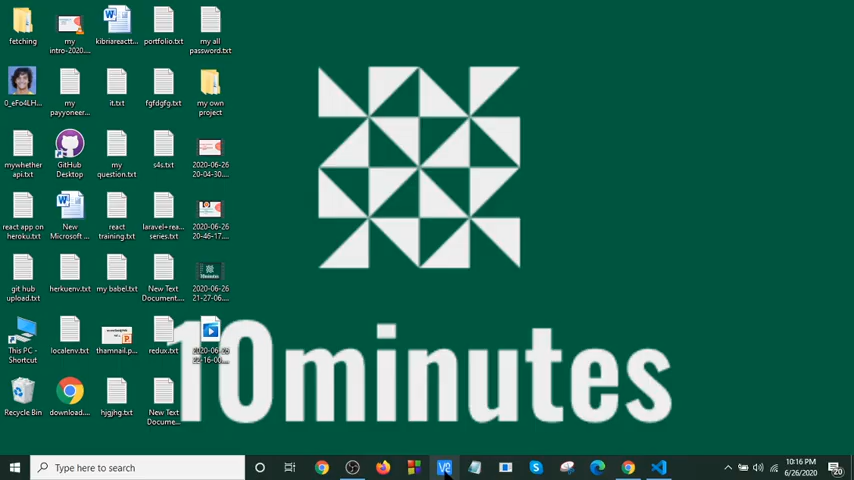 fetching
my
intro-2020....
kibriareactt...
portfolio.txt
my all
password.txt
0_eFo4LH...
my
payyoneer...
it.txt
fgfdgfg.txt
my own
project
mywhether
api.txt
GitHub
Desktop
my
question.txt
s4s.txt
2020-06-26
20-04-30....
react app on
heroku.txt
New
Microsoft ...
react
training.txt
laravel+rea...
series.txt
2020-06-26
20-46-17...
git hub
upload.txt
herkuenv.txt
my babel.txt
New Text
Document....
2020-06-26
21-27-06....
This PC -
Shortcut
localenv.txt
thamnail.p...
redux.txt
Recycle Bin
download....
hjgjhg.txt
New Text
Docume...
10minutes
Type here to search
10:16 PM
6/26/2020
20